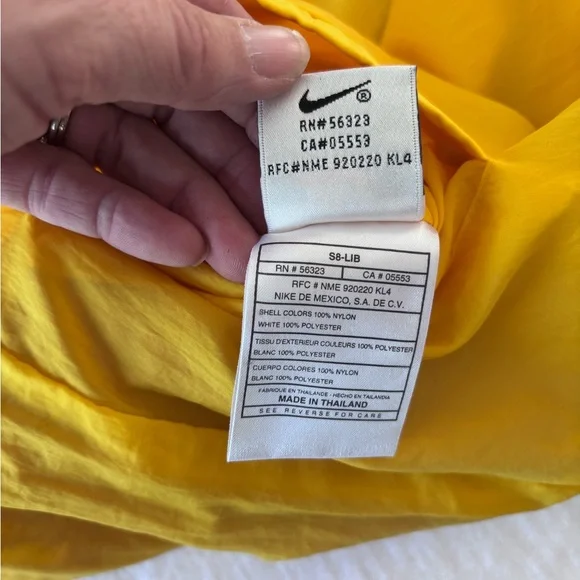 ®
RN# 56323
CA#05553
RFC#NME 920220 KL4
S8-LIB
RN # 56323 CA # 05553
RFC # NME 920220 KL4
NIKE DE MEXICO, S.A. DE C.V.
SHELL COLORS 100% NYLON
WHITE 100% POLYESTER
TISSU D'EXTERIEUR COULEURS 100% POLYESTER
BLANC 100% POLYESTER
CUERPO COLORES 100% NYLON
BLANC 100% POLYESTER
FABRIQUE EN THAILANDE - HECHO EN TAILANDIA
MADE IN THAILAND
SEE REVERSE FOR CARE